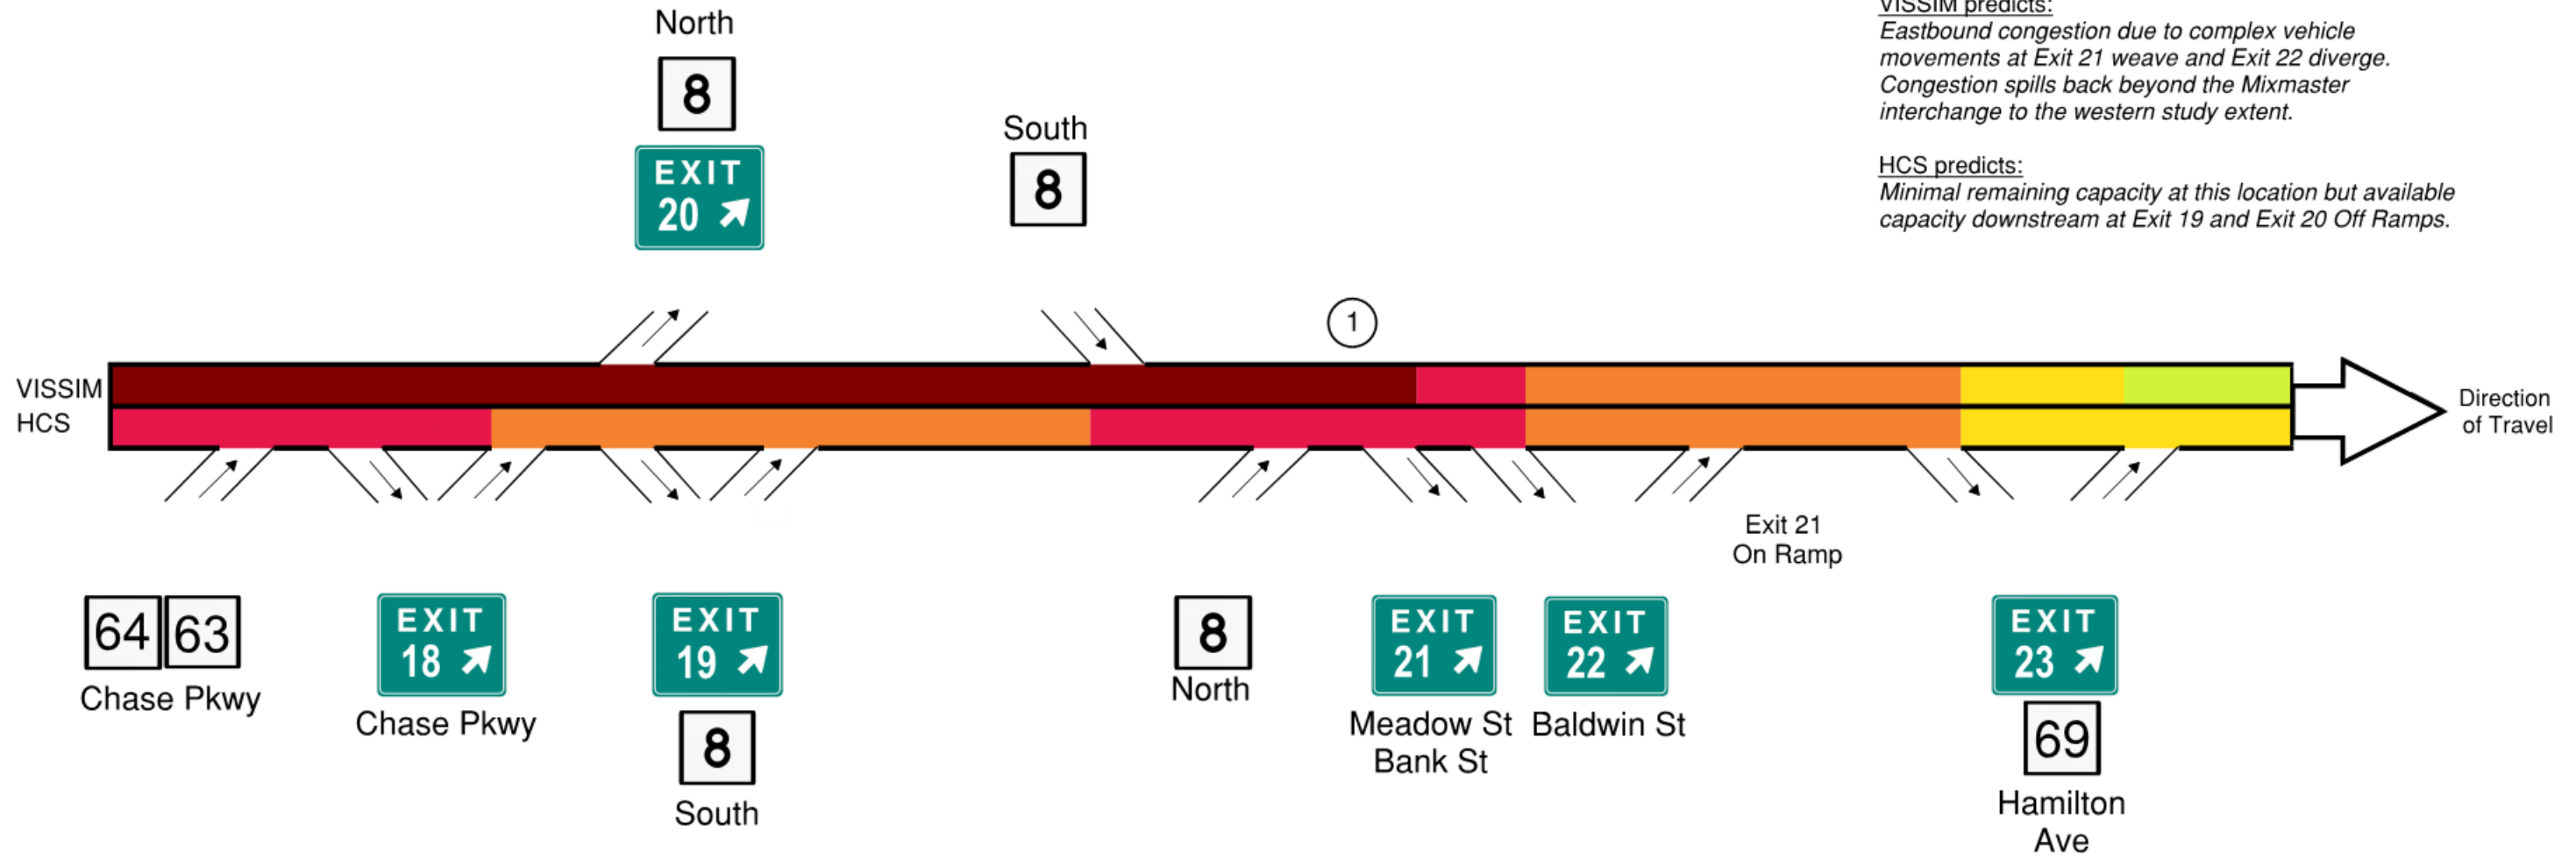 VISSIM predicts:
Eastbound congestion due to complex vehicle
movements at Exit 21 weave and Exit 22 diverge.
Congestion spills back beyond the Mixmaster
interchange to the western study extent.
HCS predicts:
Minimal remaining capacity at this location but available
capacity downstream at Exit 19 and Exit 20 Off Ramps.
North
8
EXIT
20
South
8
1
VISSIM
HCS
Direction
of Travel
Exit 21
On Ramp
64 63
Chase Pkwy
EXIT
18
Chase Pkwy
EXIT
19
8
South
8
North
EXIT
21
Meadow St
Bank St
EXIT
22
Baldwin St
EXIT
23
69
Hamilton
Ave